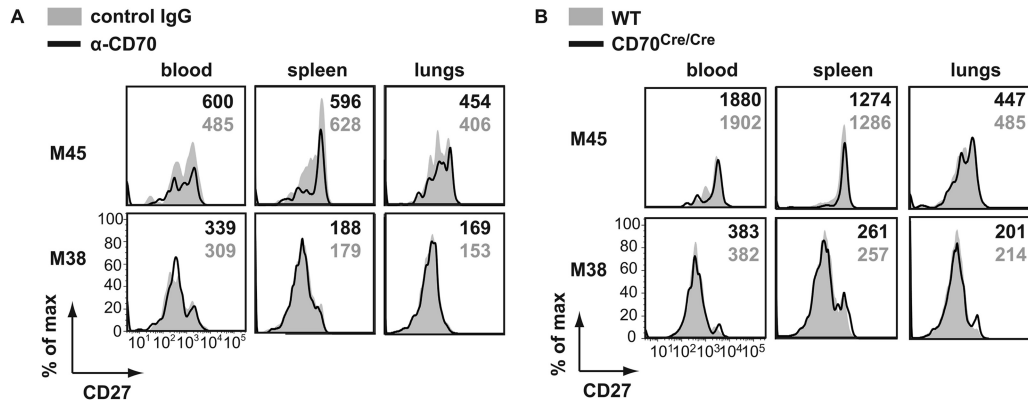 A
control IgG
α-CD70
blood
spleen
lungs
M45
600
485
596
628
454
406
M38
100
80
60
40
20
0
339
309
188
179
169
153
10¹ 10² 10³ 10⁴ 10⁵
% of max
CD27
B
WT
CD70Cre/Cre
blood
spleen
lungs
M45
1880
1902
1274
1286
447
485
M38
100
80
60
40
20
0
383
382
261
257
201
214
10¹10² 10³ 10⁴ 10⁵
% of max
CD27